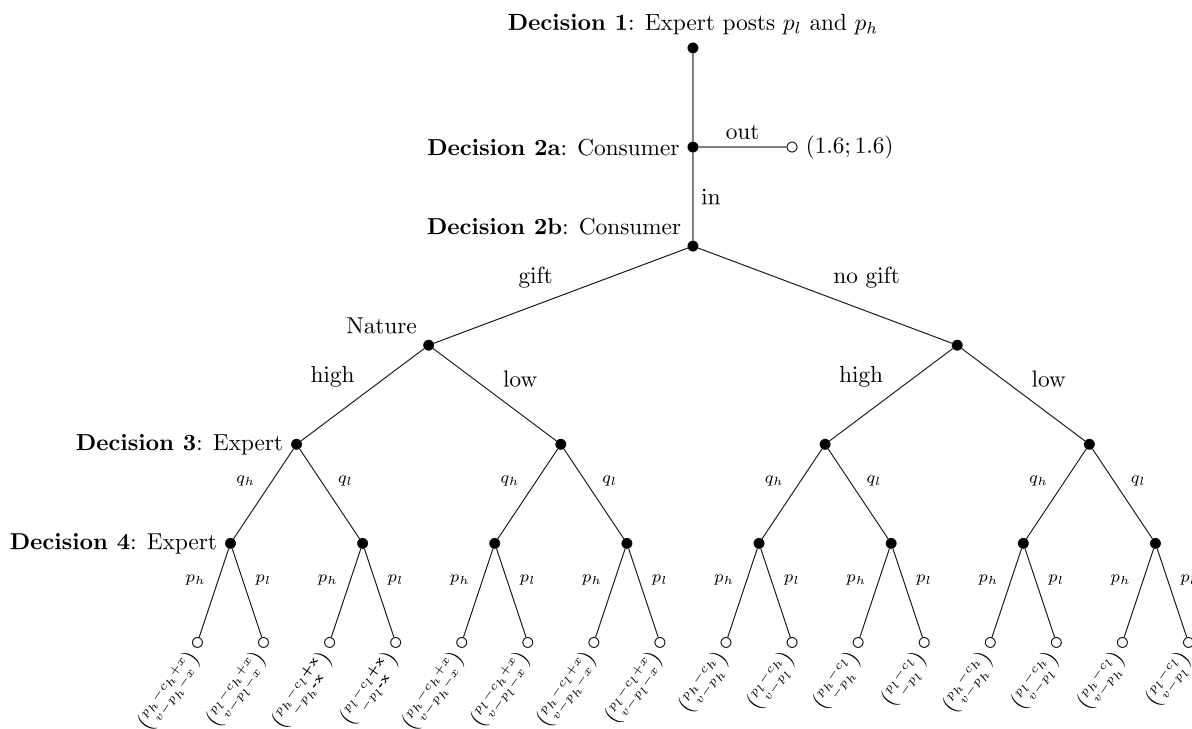 Decision 1: Expert posts p_l and p_h
out
Decision 2a: Consumer (1.6; 1.6)
in
Decision 2b: Consumer
gift no gift
Nature
high low high low
Decision 3: Expert
q_h q_l q_h q_l q_h q_l q_h q_l
Decision 4: Expert
p_h p_l p_h p_l p_h p_l p_h p_l p_h p_l p_h p_l p_h p_l p_h p_l
(p_h−c_h+x
v−p_h−x)
(p_l−c_h+x
v−p_l−x)
(p_h−c_l+x
−p_h-x)
(p_l−c_l+x
−p_l-x)
(p_h−c_h+x
v−p_h−x)
(p_l−c_h+x
v−p_l−x)
(p_h−c_l+x
v−p_h−x)
(p_l−c_l+x
v−p_l−x)
(p_h−c_h
v−p_h)
(p_l−c_h
v−p_l)
(p_h−c_l
−p_h)
(p_l−c_l
−p_l)
(p_h−c_h
v−p_h)
(p_l−c_h
v−p_l)
(p_h−c_l
v−p_h)
(p_l−c_l
v−p_l)